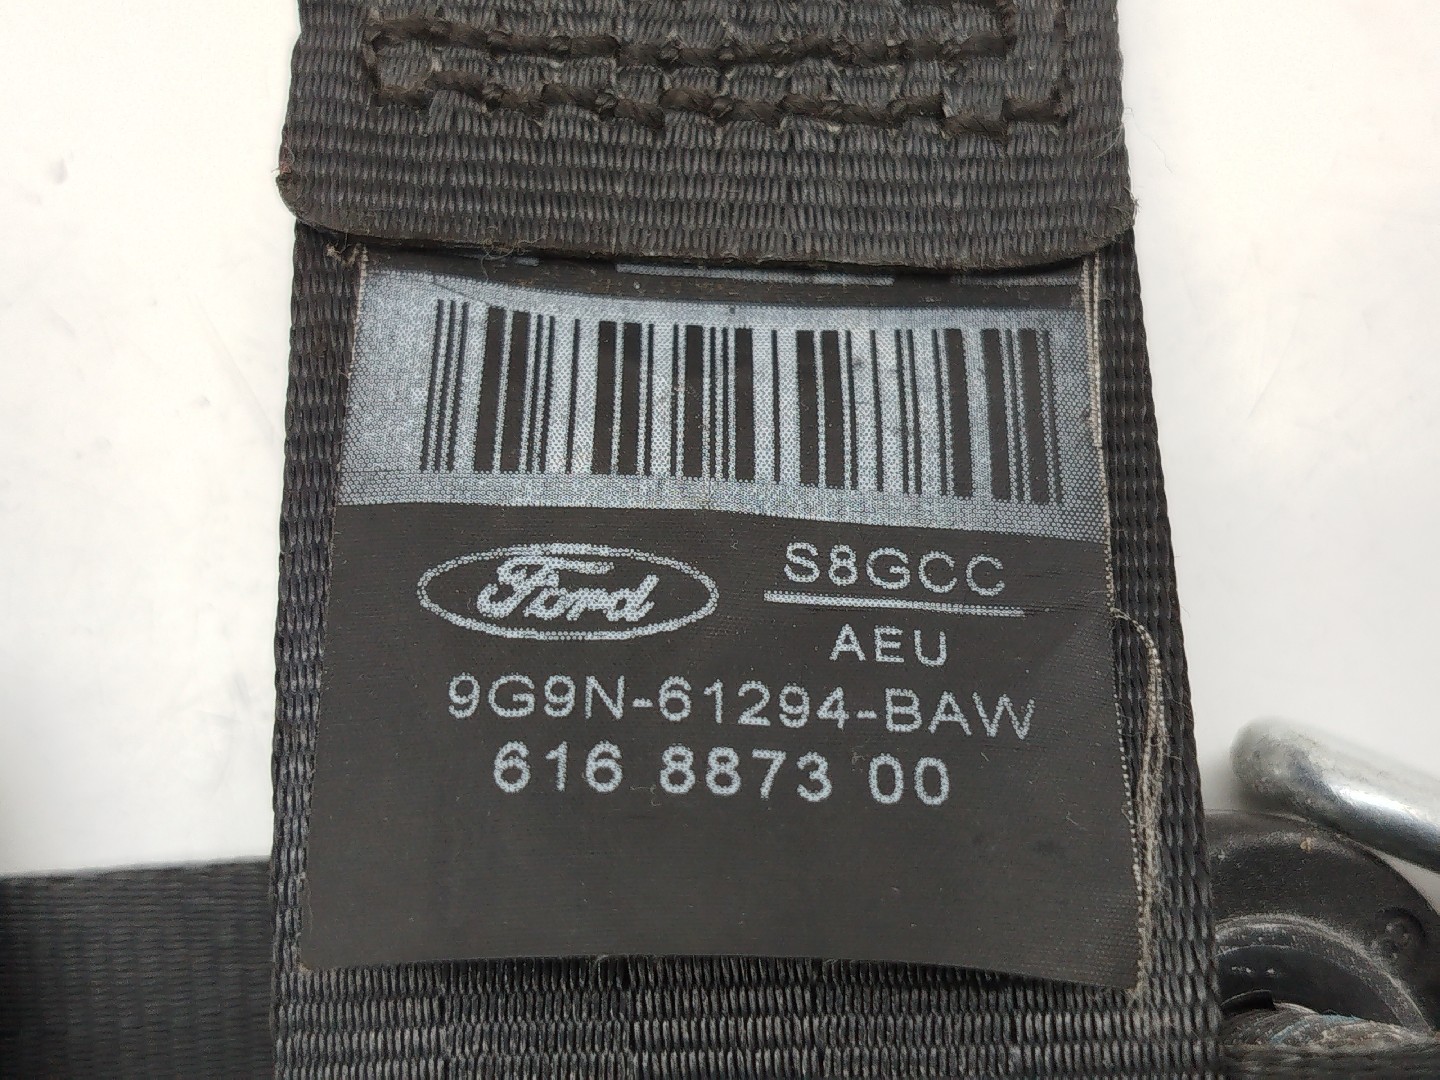 Ford
S8GCC
AEU
9G9N-61294-BAW
616 8873 00